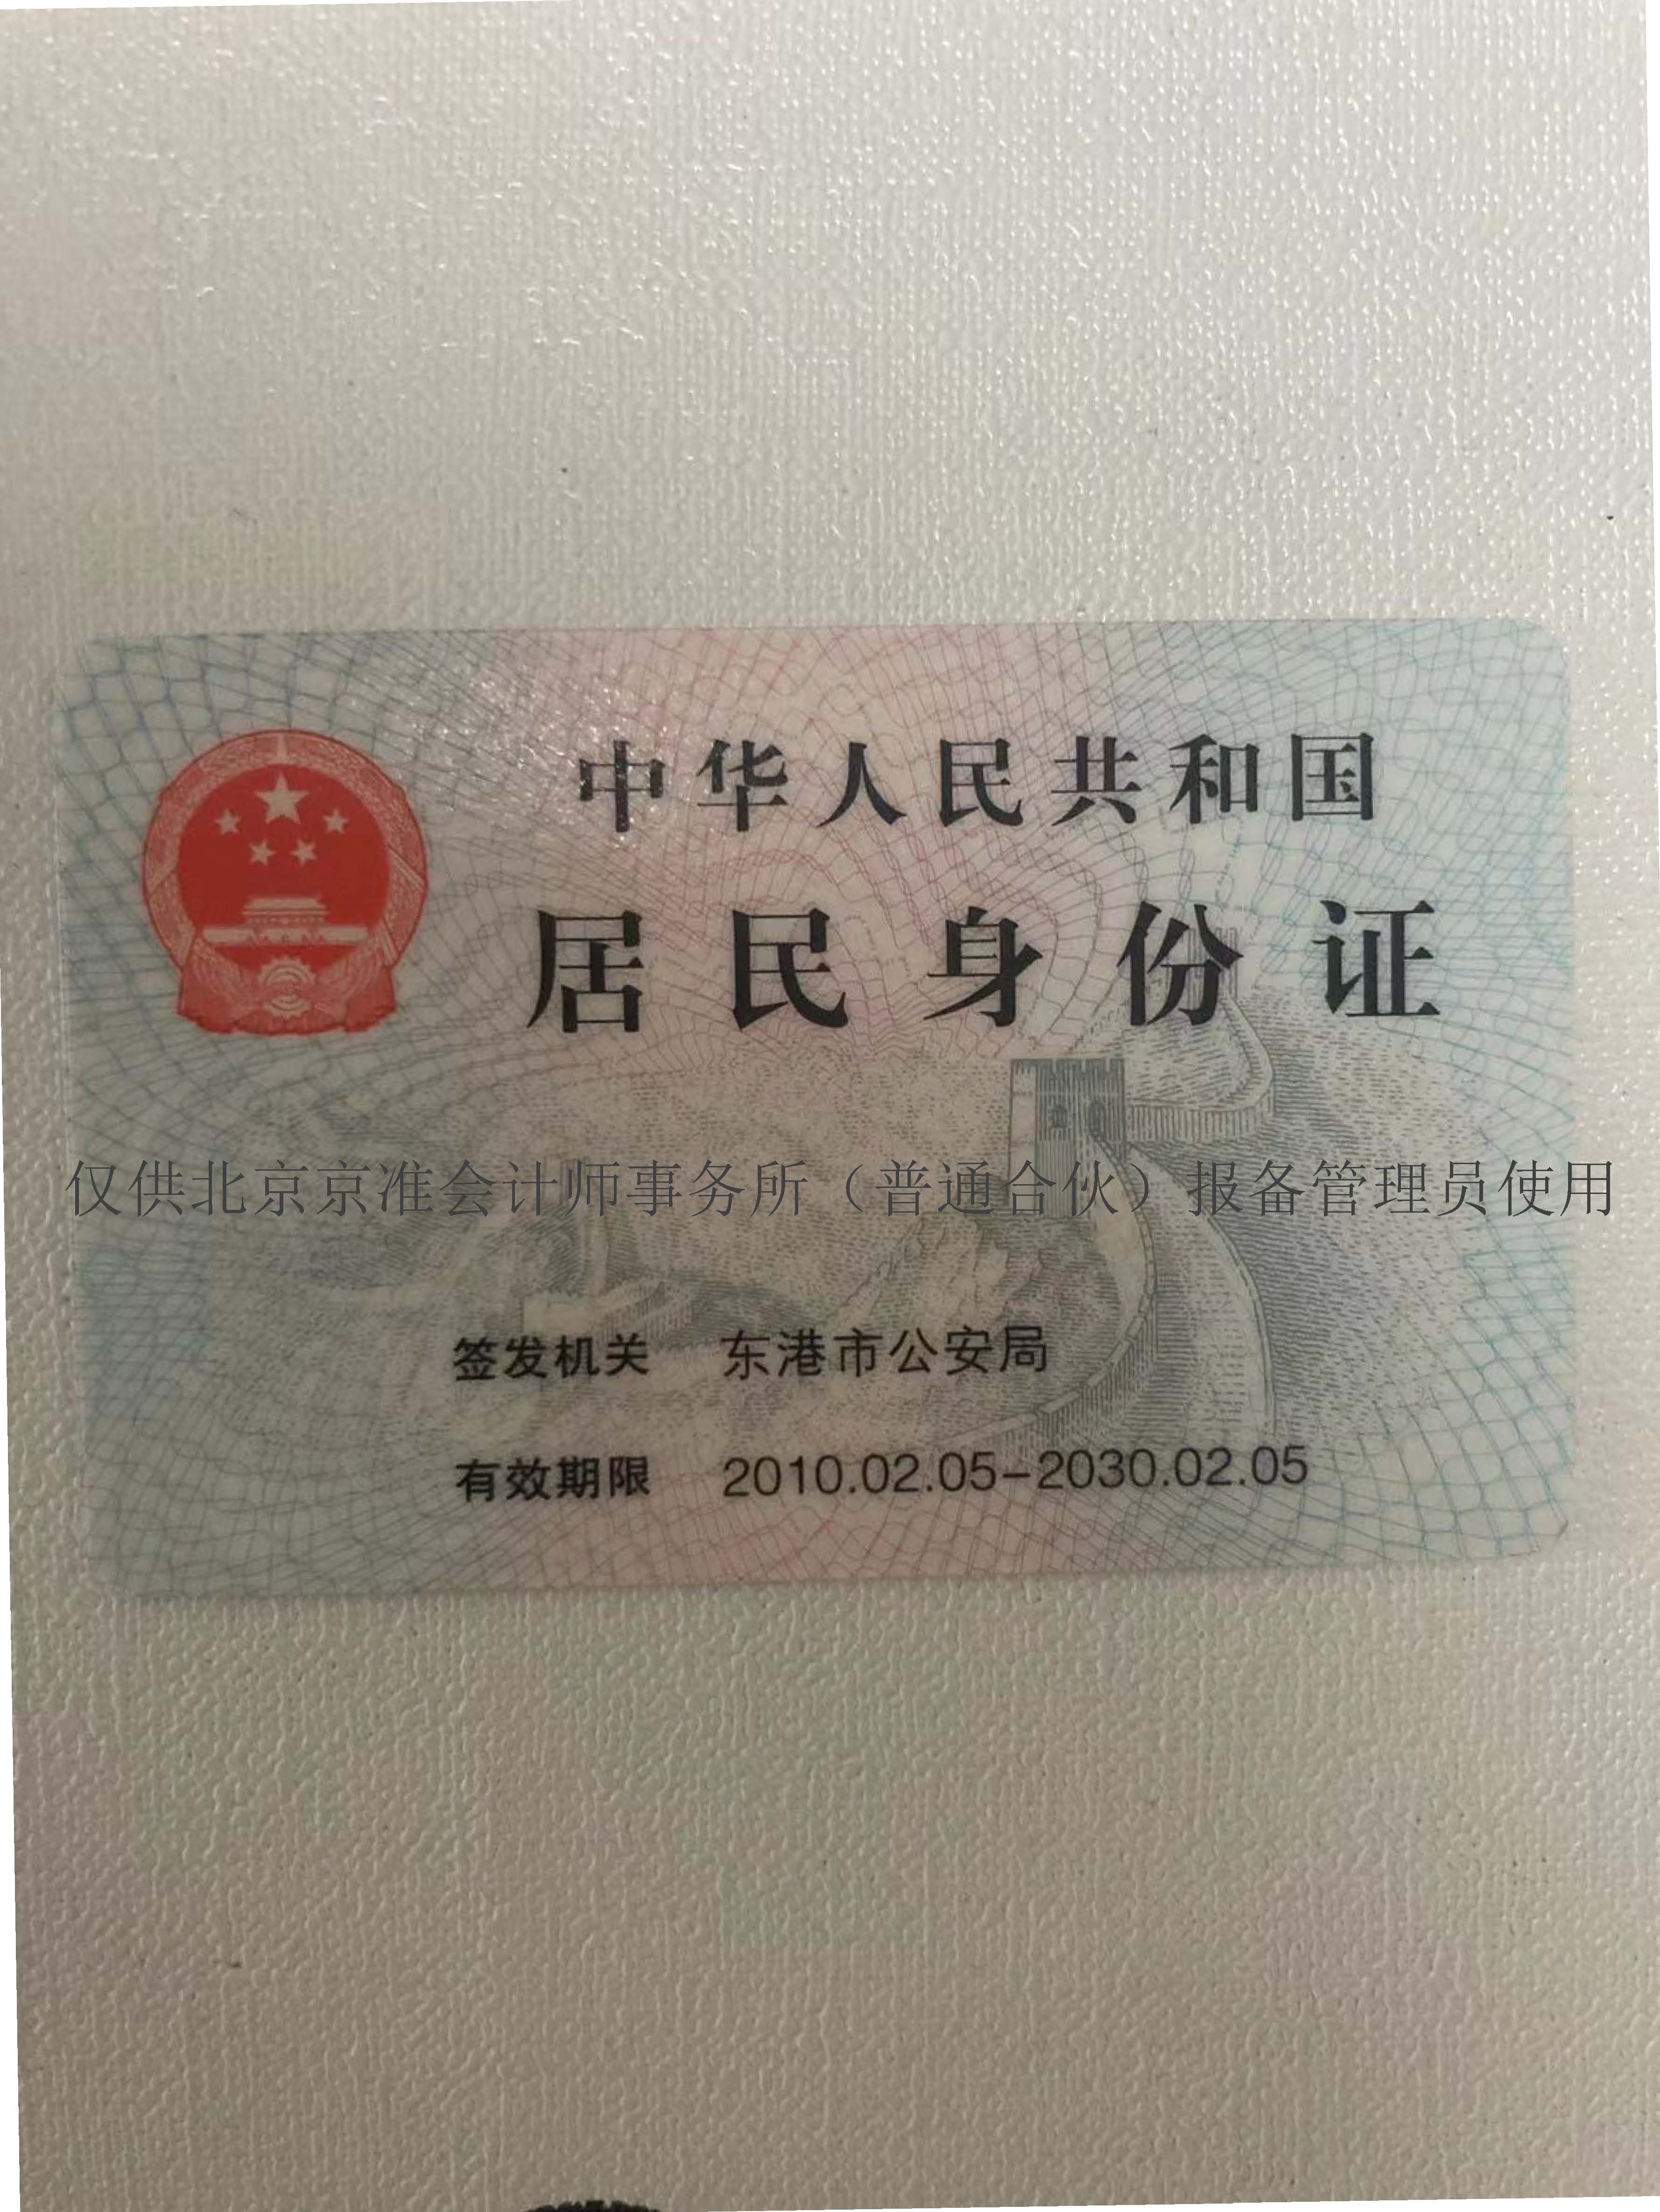 中华人民共和国
居民身份证
仅供北京京准会计师事务所（普通合伙）报备管理员使用
签发机关 东港市公安局
有效期限 2010.02.05-2030.02.05